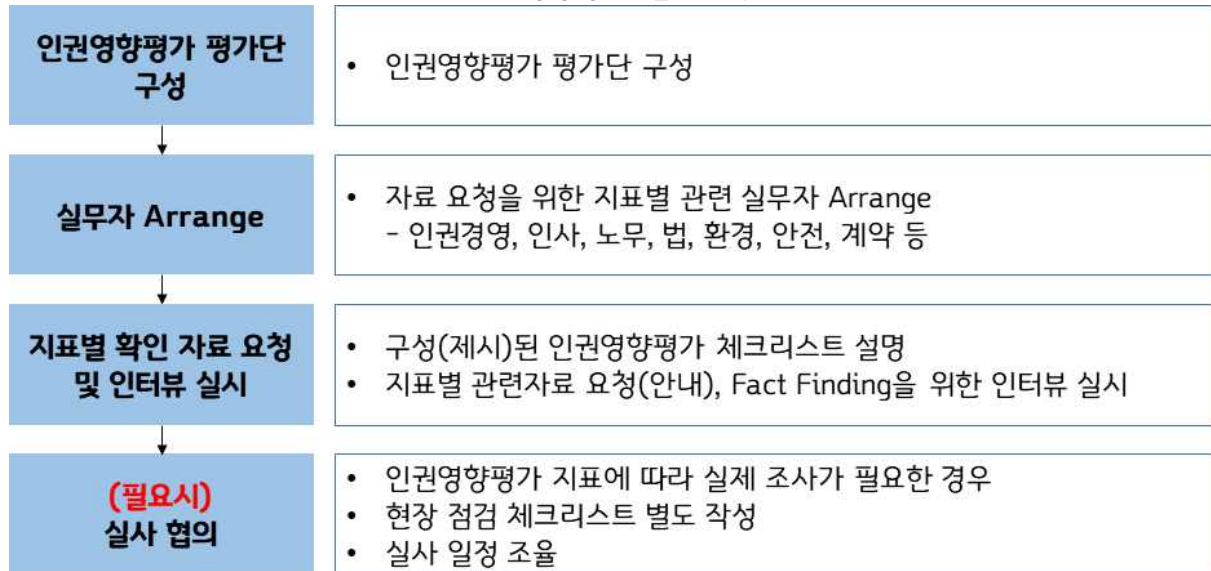 인권영향평가 평가단
구성
• 인권영향평가 평가단 구성
실무자 Arrange
• 자료 요청을 위한 지표별 관련 실무자 Arrange
- 인권경영, 인사, 노무, 법, 환경, 안전, 계약 등
지표별 확인 자료 요청
및 인터뷰 실시
• 구성(제시)된 인권영향평가 체크리스트 설명
• 지표별 관련자료 요청(안내), Fact Finding을 위한 인터뷰 실시
(필요시)
실사 협의
• 인권영향평가 지표에 따라 실제 조사가 필요한 경우
• 현장 점검 체크리스트 별도 작성
• 실사 일정 조율